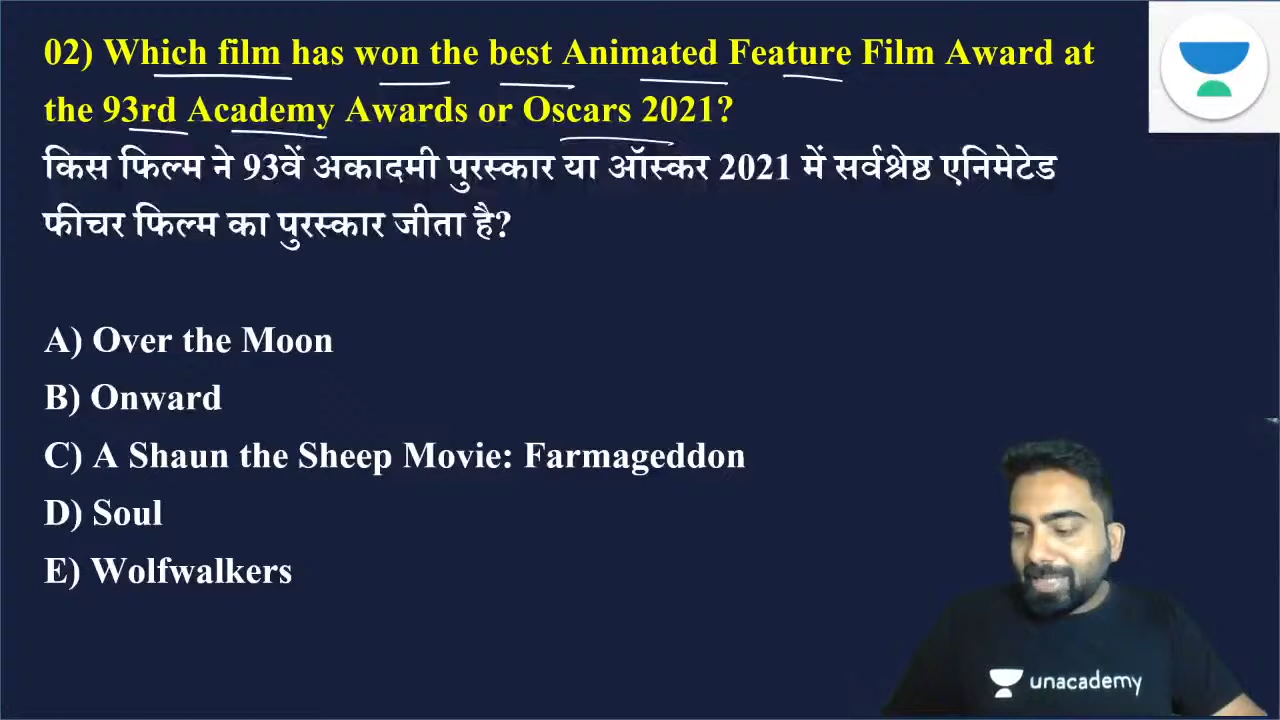 02) Which film has won the best Animated Feature Film Award at
the 93rd Academy Awards or Oscars 2021?
किस फिल्म ने 93वें अकादमी पुरस्कार या ऑस्कर 2021 में सर्वश्रेष्ठ एनिमेटेड
फीचर फिल्म का पुरस्कार जीता है?
A) Over the Moon
B) Onward
C) A Shaun the Sheep Movie: Farmageddon
D) Soul
E) Wolfwalkers
unacademy